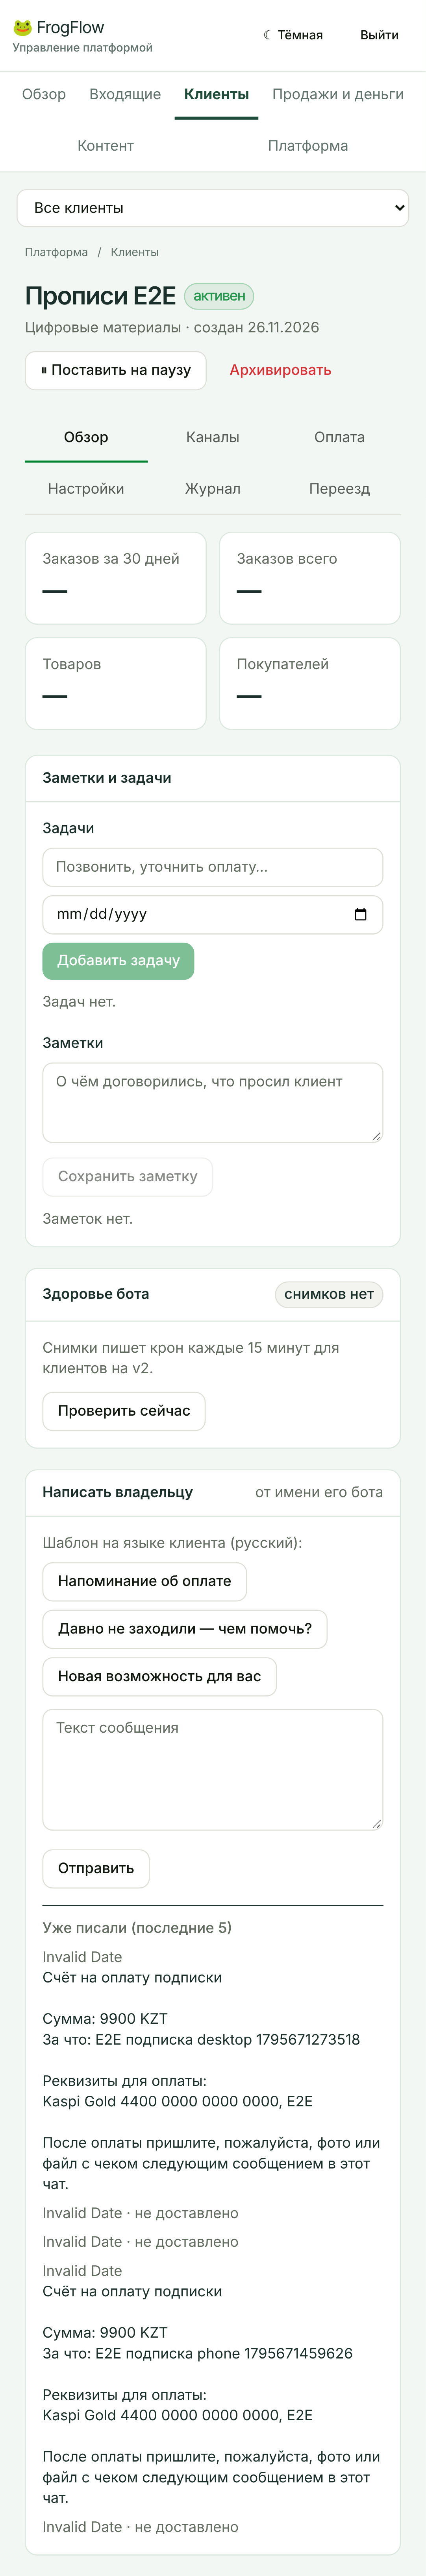 🐸 FrogFlow
Управление платформой
☾ Тёмная
Выйти
Обзор
Входящие
Клиенты
Продажи и деньги
Контент
Платформа
Все клиенты
Платформа / Клиенты
Прописи E2E активен
Цифровые материалы · создан 26.11.2026
⏸ Поставить на паузу
Архивировать
Обзор
Каналы
Оплата
Настройки
Журнал
Переезд
Заказов за 30 дней
—
Заказов всего
—
Товаров
—
Покупателей
—
Заметки и задачи
Задачи
Позвонить, уточнить оплату…
mm/dd/yyyy
Добавить задачу
Задач нет.
Заметки
О чём договорились, что просил клиент
Сохранить заметку
Заметок нет.
Здоровье бота
снимков нет
Снимки пишет крон каждые 15 минут для
клиентов на v2.
Проверить сейчас
Написать владельцу
от имени его бота
Шаблон на языке клиента (русский):
Напоминание об оплате
Давно не заходили — чем помочь?
Новая возможность для вас
Текст сообщения
Отправить
Уже писали (последние 5)
Invalid Date
Счёт на оплату подписки
Сумма: 9900 KZT
За что: E2E подписка desktop 1795671273518
Реквизиты для оплаты:
Kaspi Gold 4400 0000 0000 0000, E2E
После оплаты пришлите, пожалуйста, фото или
файл с чеком следующим сообщением в этот
чат.
Invalid Date · не доставлено
Invalid Date · не доставлено
Invalid Date
Счёт на оплату подписки
Сумма: 9900 KZT
За что: E2E подписка phone 1795671459626
Реквизиты для оплаты:
Kaspi Gold 4400 0000 0000 0000, E2E
После оплаты пришлите, пожалуйста, фото или
файл с чеком следующим сообщением в этот
чат.
Invalid Date · не доставлено